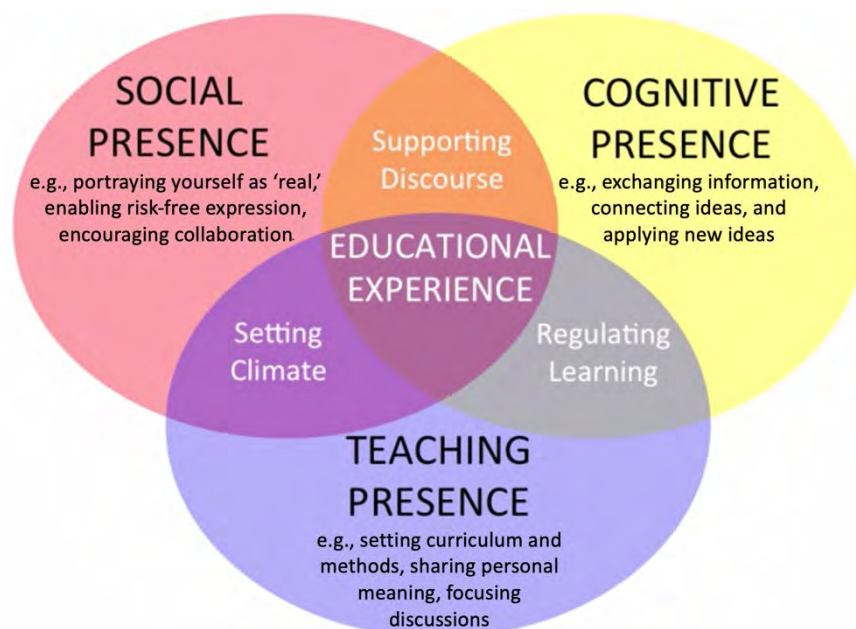 SOCIAL
PRESENCE
e.g., portraying yourself as ‘real,’
enabling risk-free expression,
encouraging collaboration
Supporting
Discourse
COGNITIVE
PRESENCE
e.g., exchanging information,
connecting ideas, and
applying new ideas
EDUCATIONAL
EXPERIENCE
Setting
Climate
Regulating
Learning
TEACHING
PRESENCE
e.g., setting curriculum and
methods, sharing personal
meaning, focusing
discussions